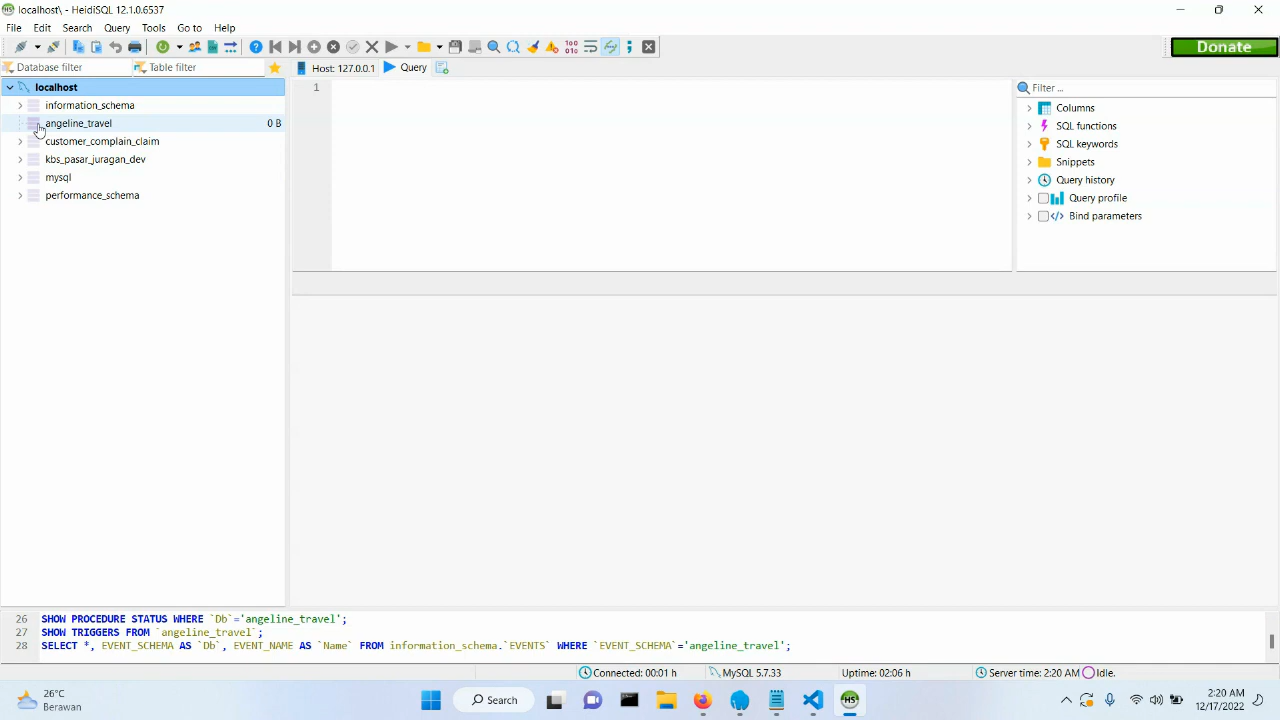 localhost\ - HeidiSQL 12.1.0.6537
File Edit Search Query Tools Go to Help
Donate
Database filter
Table filter
Host: 127.0.0.1
Query
localhost
information_schema
angeline_travel 0 B
customer_complain_claim
kbs_pasar_juragan_dev
mysql
performance_schema
1
Filter ...
Columns
SQL functions
SQL keywords
Snippets
Query history
Query profile
Bind parameters
26 SHOW PROCEDURE STATUS WHERE `Db`='angeline_travel';
27 SHOW TRIGGERS FROM `angeline_travel`;
28 SELECT *, EVENT_SCHEMA AS `Db`, EVENT_NAME AS `Name` FROM information_schema.`EVENTS` WHERE `EVENT_SCHEMA`='angeline_travel';
Connected: 00:01 h
MySQL 5.7.33
Uptime: 02:06 h
Server time: 2:20 AM
Idle.
26°C
Berawan
Search
HS
2:20 AM
12/17/2022